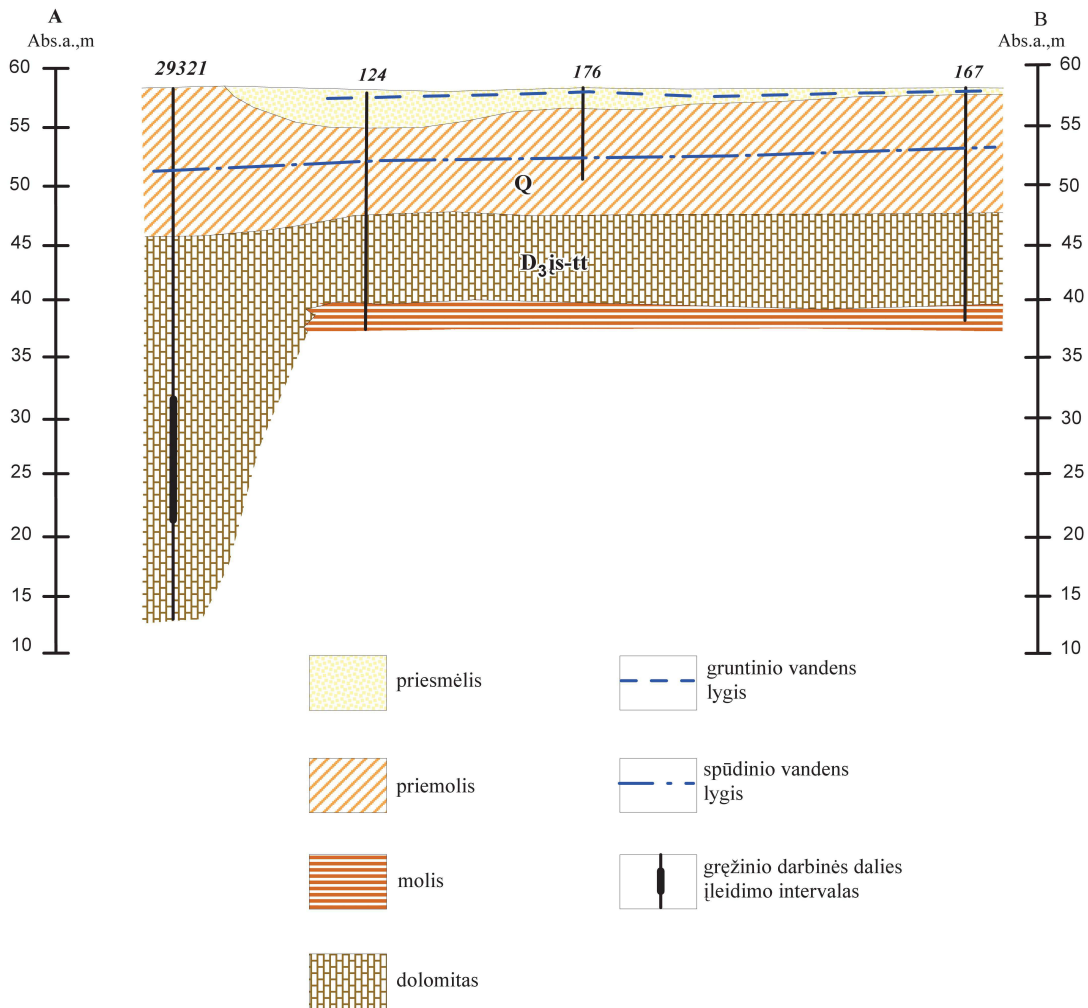 A
B
Abs.a.,m
Abs.a.,m
60
55
50
45
40
35
30
25
20
15
10
29321
124
176
167
60
55
50
45
40
35
30
25
20
15
10
Q
D₃įs-tt
priesmėlis
priemolis
molis
dolomitas
gruntinio vandens
lygis
spūdinio vandens
lygis
gręžinio darbinės dalies
įleidimo intervalas